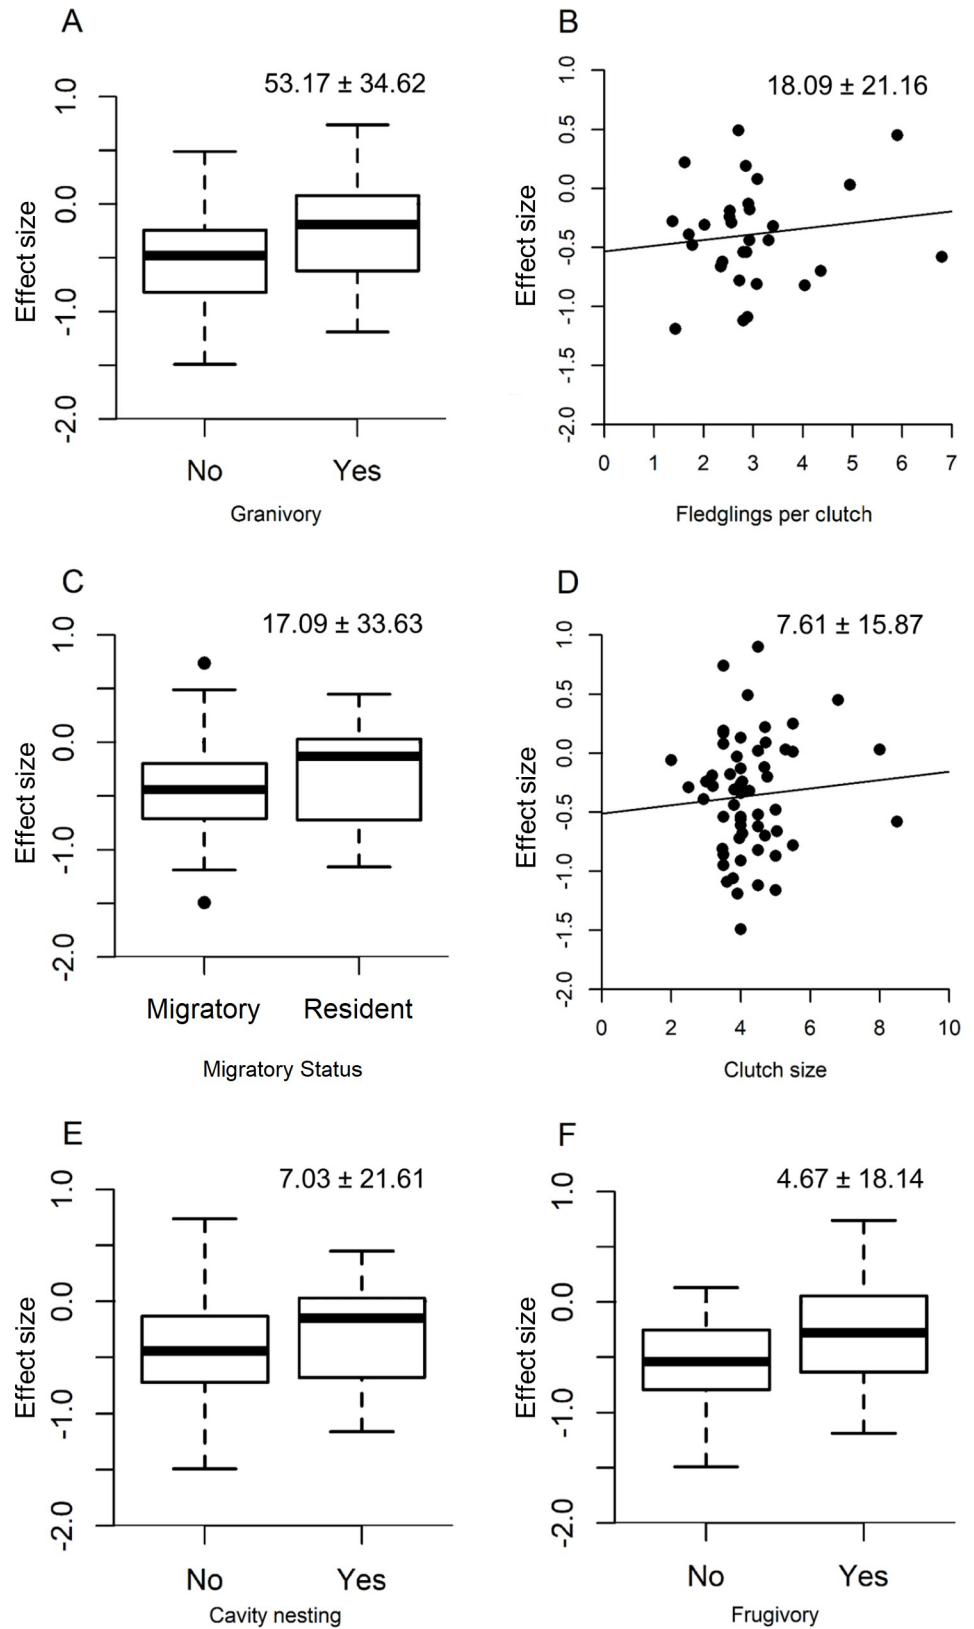 A
53.17 ± 34.62
Effect size
1.0
0.0
-1.0
-2.0
No
Yes
Granivory
B
18.09 ± 21.16
Effect size
1.0
0.5
0.0
-0.5
-1.0
-1.5
-2.0
0 1 2 3 4 5 6 7
Fledglings per clutch
C
17.09 ± 33.63
Effect size
1.0
0.0
-1.0
-2.0
Migratory
Resident
Migratory Status
D
7.61 ± 15.87
Effect size
1.0
0.5
0.0
-0.5
-1.0
-1.5
-2.0
0 2 4 6 8 10
Clutch size
E
7.03 ± 21.61
Effect size
1.0
0.0
-1.0
-2.0
No
Yes
Cavity nesting
F
4.67 ± 18.14
Effect size
1.0
0.0
-1.0
-2.0
No
Yes
Frugivory